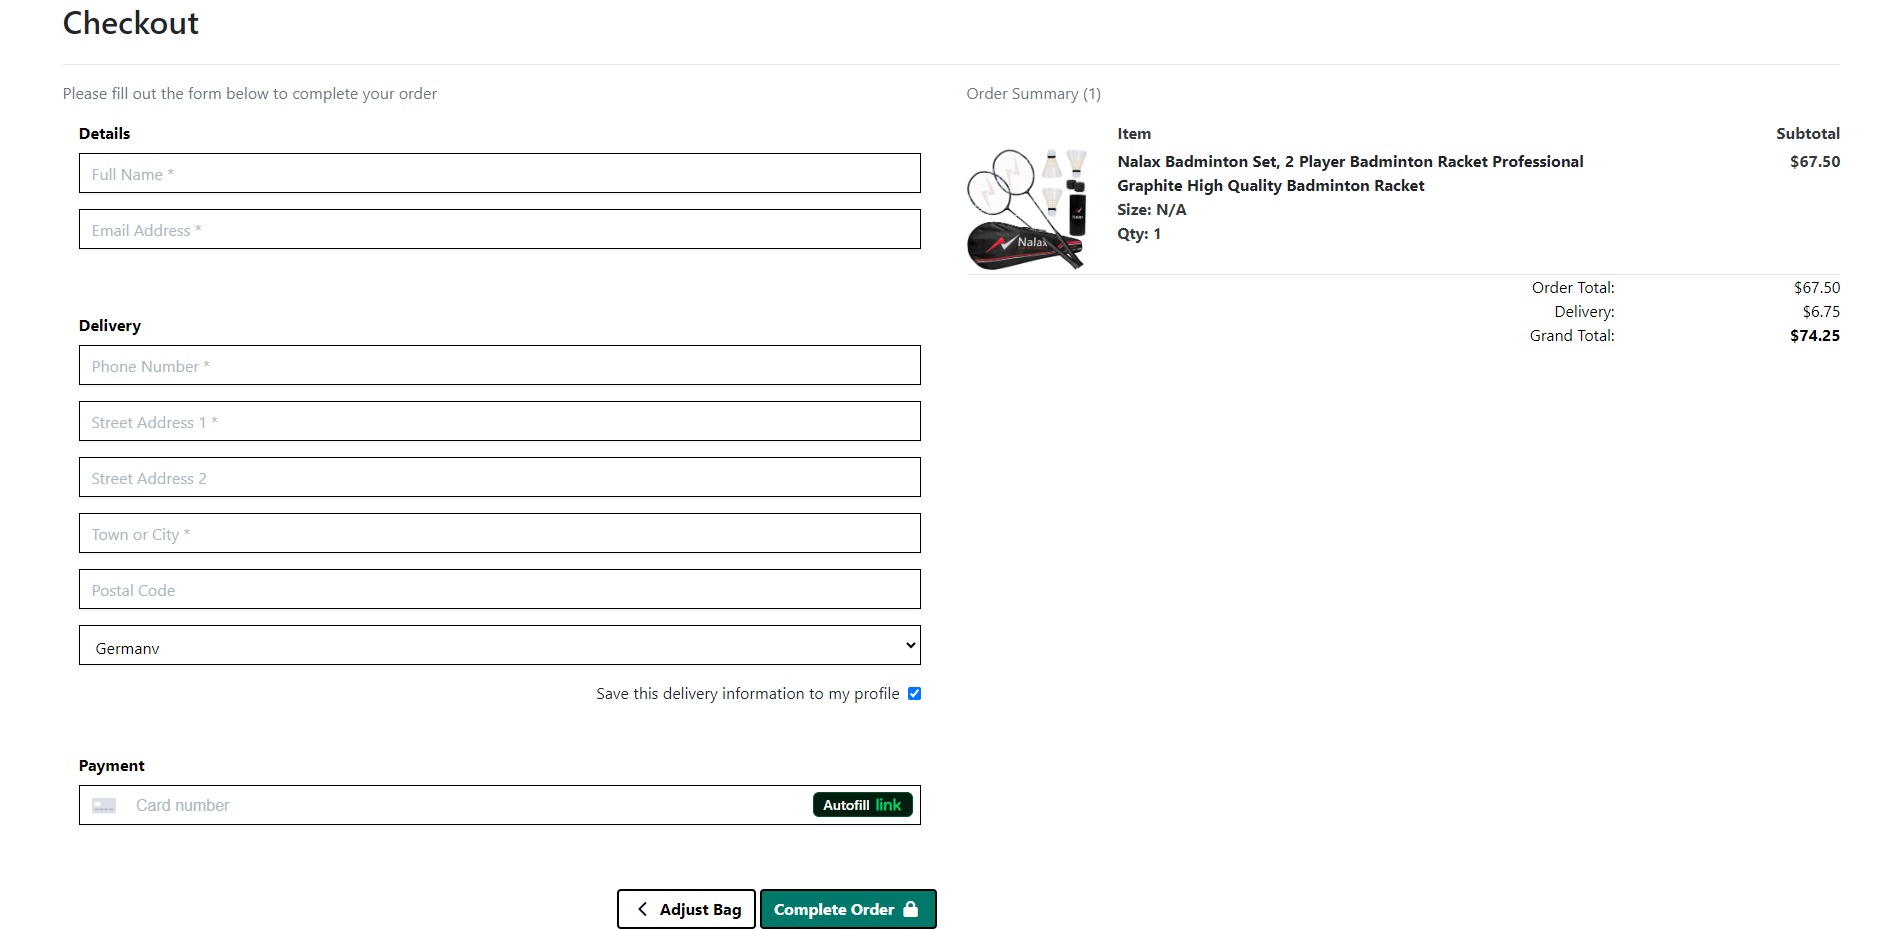 Checkout
Please fill out the form below to complete your order
Details
Full Name *
Email Address *
Delivery
Phone Number *
Street Address 1 *
Street Address 2
Town or City *
Postal Code
Germany
Save this delivery information to my profile
Payment
Card number
Autofill link
Adjust Bag
Complete Order
Order Summary (1)
Item Subtotal
Nalax Badminton Set, 2 Player Badminton Racket Professional $67.50
Graphite High Quality Badminton Racket
Size: N/A
Qty: 1
Nalax
Nalax
Order Total: $67.50
Delivery: $6.75
Grand Total: $74.25